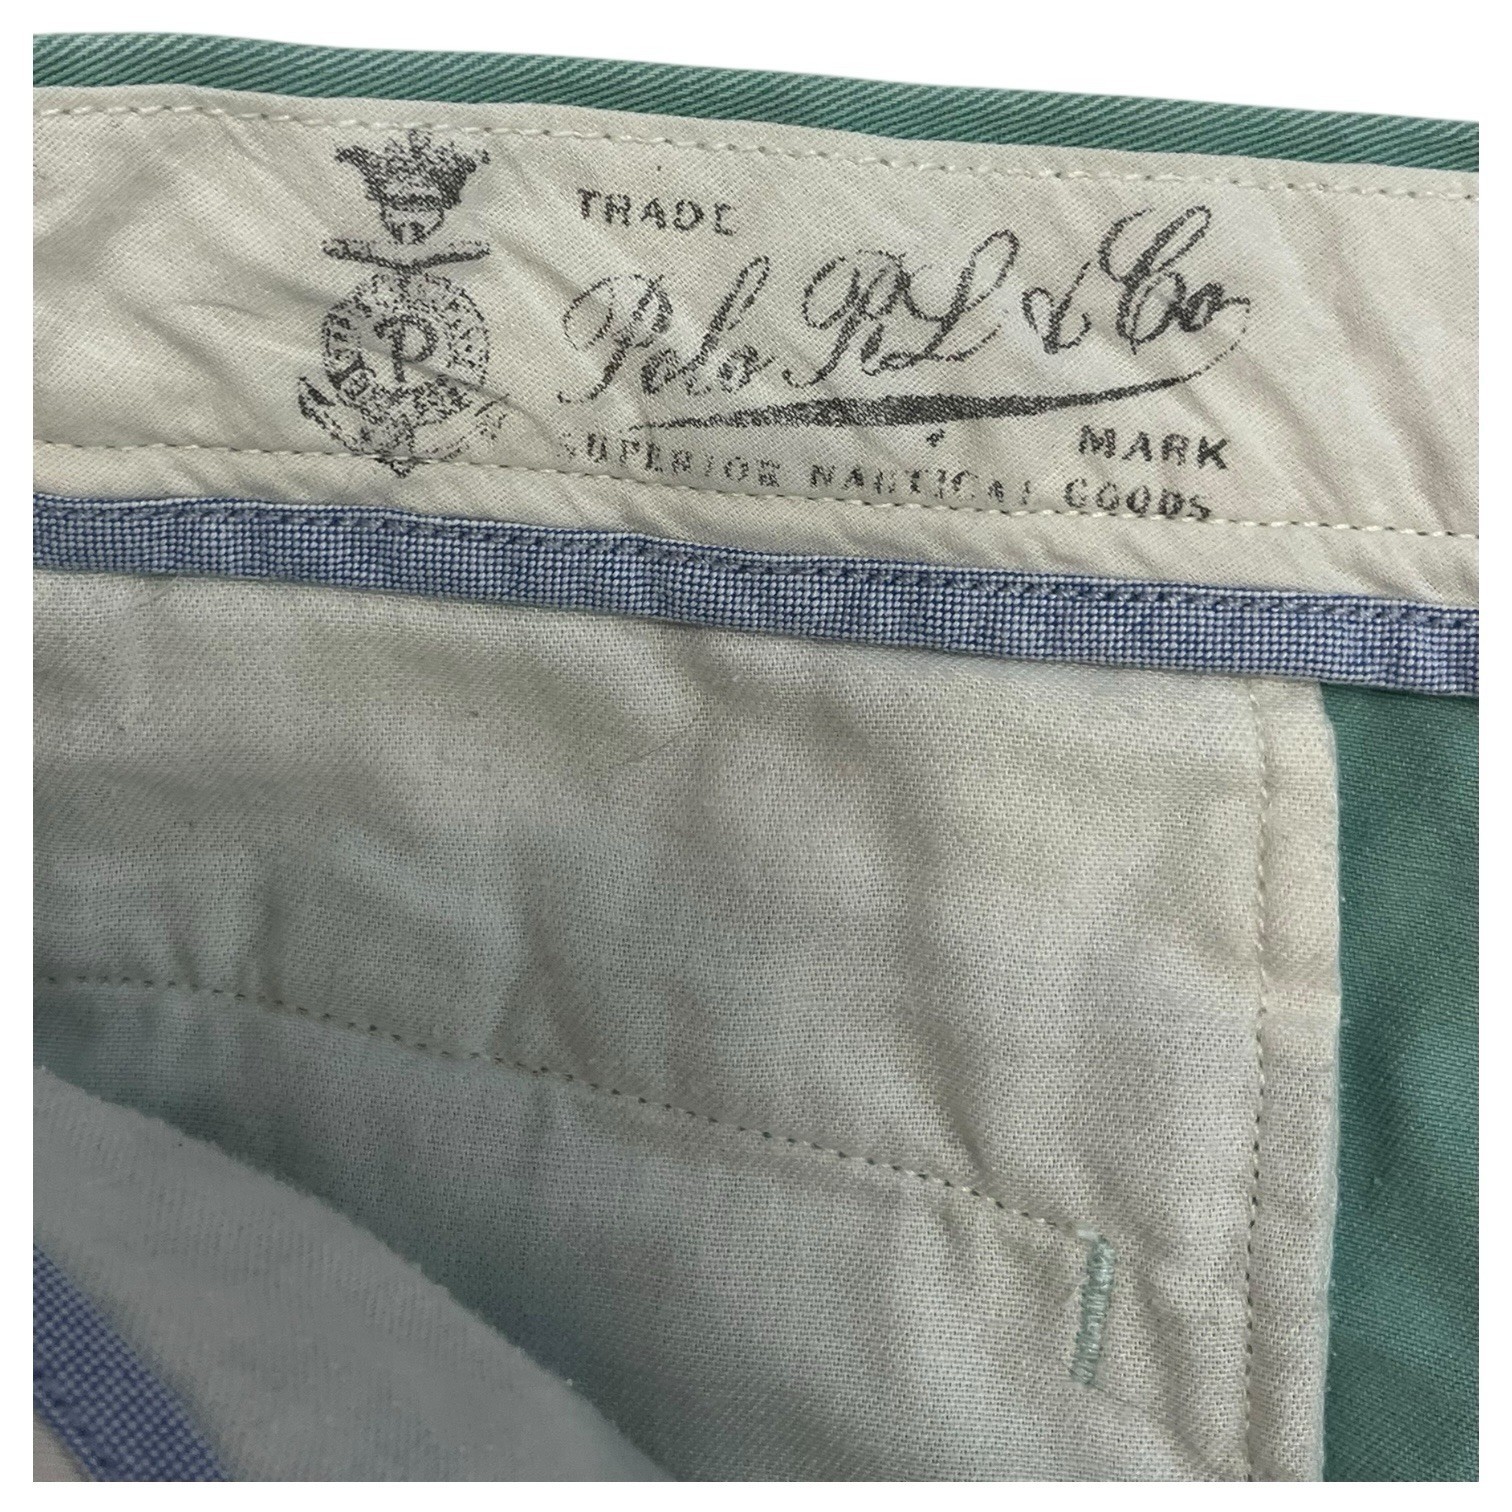 TRADE
Polo RL & Co
MARK
SUPERIOR NAUTICAL GOODS
P